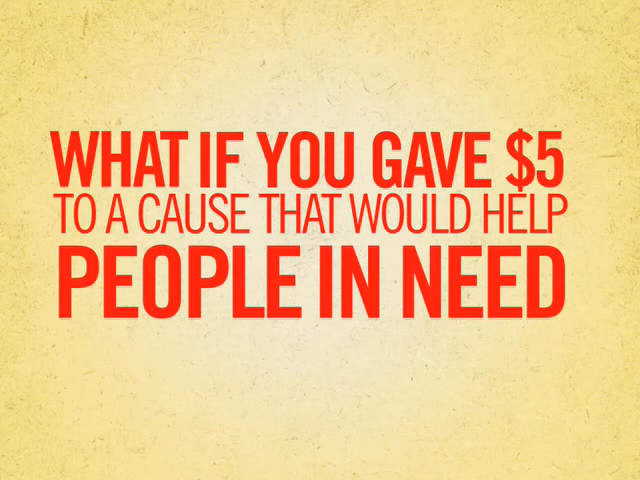 WHAT IF YOU GAVE $5
TO A CAUSE THAT WOULD HELP
PEOPLE IN NEED